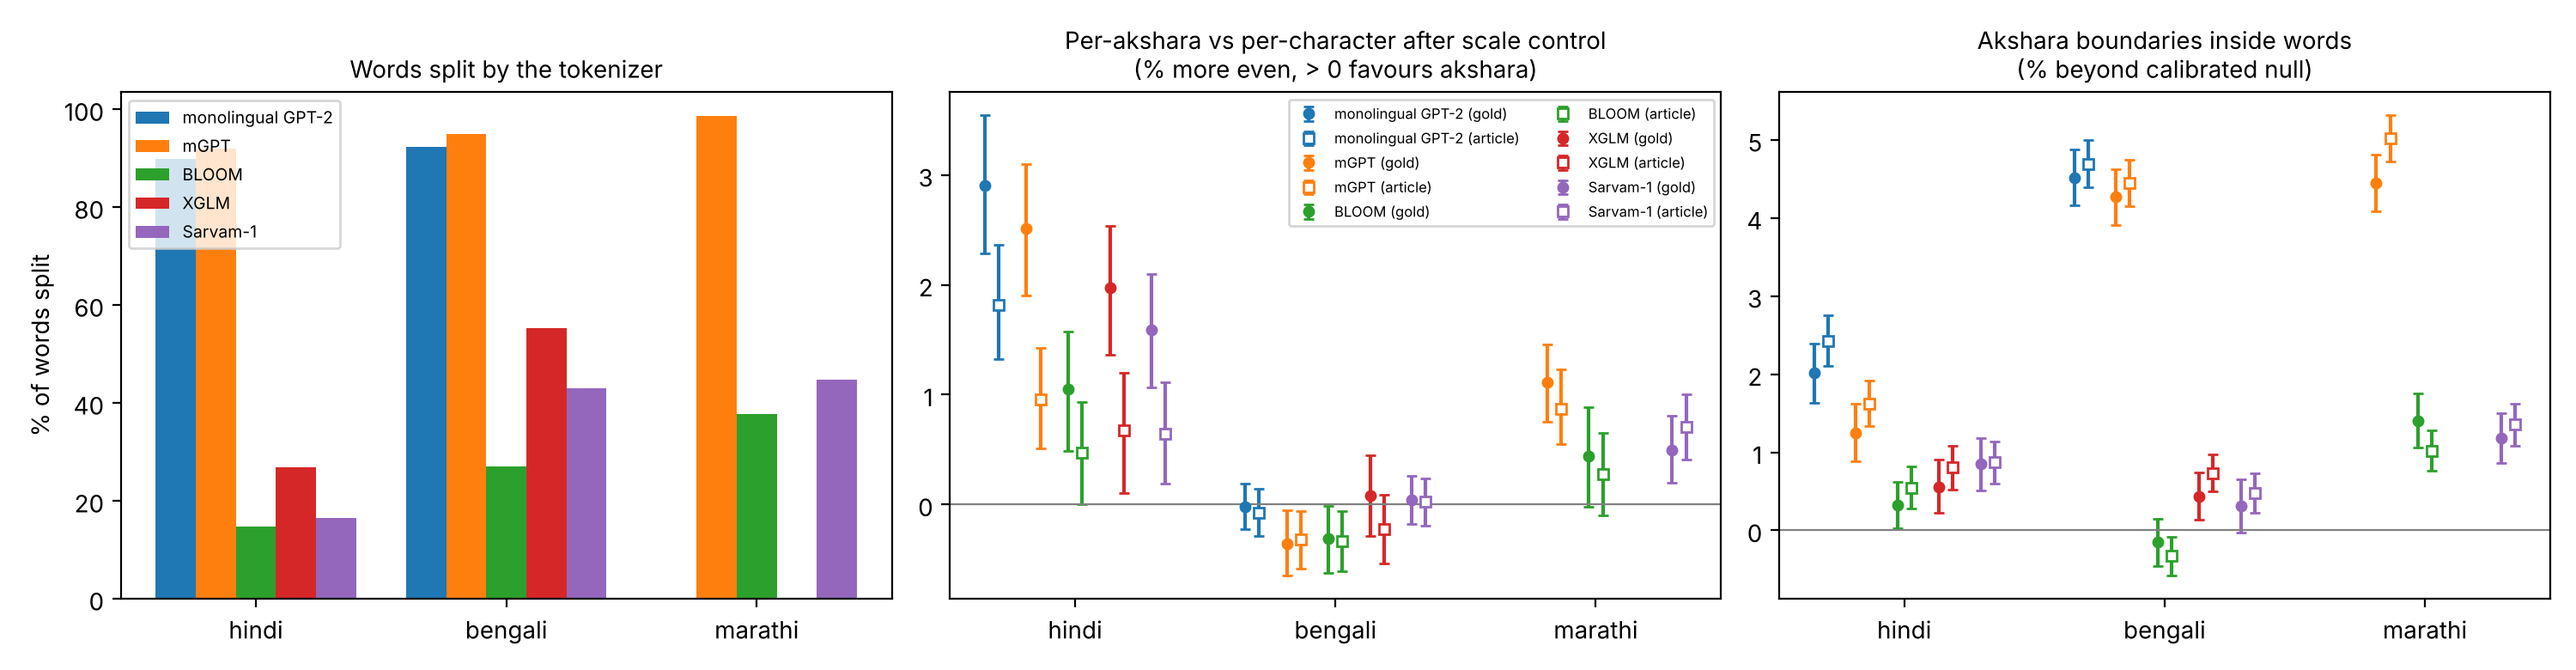 Words split by the tokenizer
% of words split
100
80
60
40
20
0
monolingual GPT-2
mGPT
BLOOM
XGLM
Sarvam-1
hindi
bengali
marathi
Per-akshara vs per-character after scale control
(% more even, > 0 favours akshara)
3
2
1
0
monolingual GPT-2 (gold)
monolingual GPT-2 (article)
mGPT (gold)
mGPT (article)
BLOOM (gold)
BLOOM (article)
XGLM (gold)
XGLM (article)
Sarvam-1 (gold)
Sarvam-1 (article)
hindi
bengali
marathi
Akshara boundaries inside words
(% beyond calibrated null)
5
4
3
2
1
0
hindi
bengali
marathi